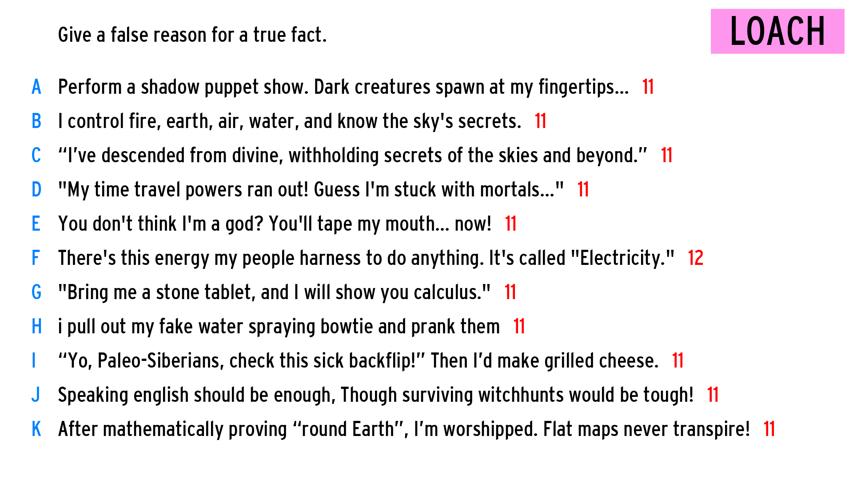 Give a false reason for a true fact.
LOACH
A Perform a shadow puppet show. Dark creatures spawn at my fingertips... 11
B I control fire, earth, air, water, and know the sky's secrets. 11
C “I’ve descended from divine, withholding secrets of the skies and beyond.” 11
D "My time travel powers ran out! Guess I'm stuck with mortals..." 11
E You don't think I'm a god? You'll tape my mouth... now! 11
F There's this energy my people harness to do anything. It's called "Electricity." 12
G "Bring me a stone tablet, and I will show you calculus." 11
H i pull out my fake water spraying bowtie and prank them 11
I “Yo, Paleo-Siberians, check this sick backflip!” Then I’d make grilled cheese. 11
J Speaking english should be enough, Though surviving witchhunts would be tough! 11
K After mathematically proving “round Earth”, I’m worshipped. Flat maps never transpire! 11